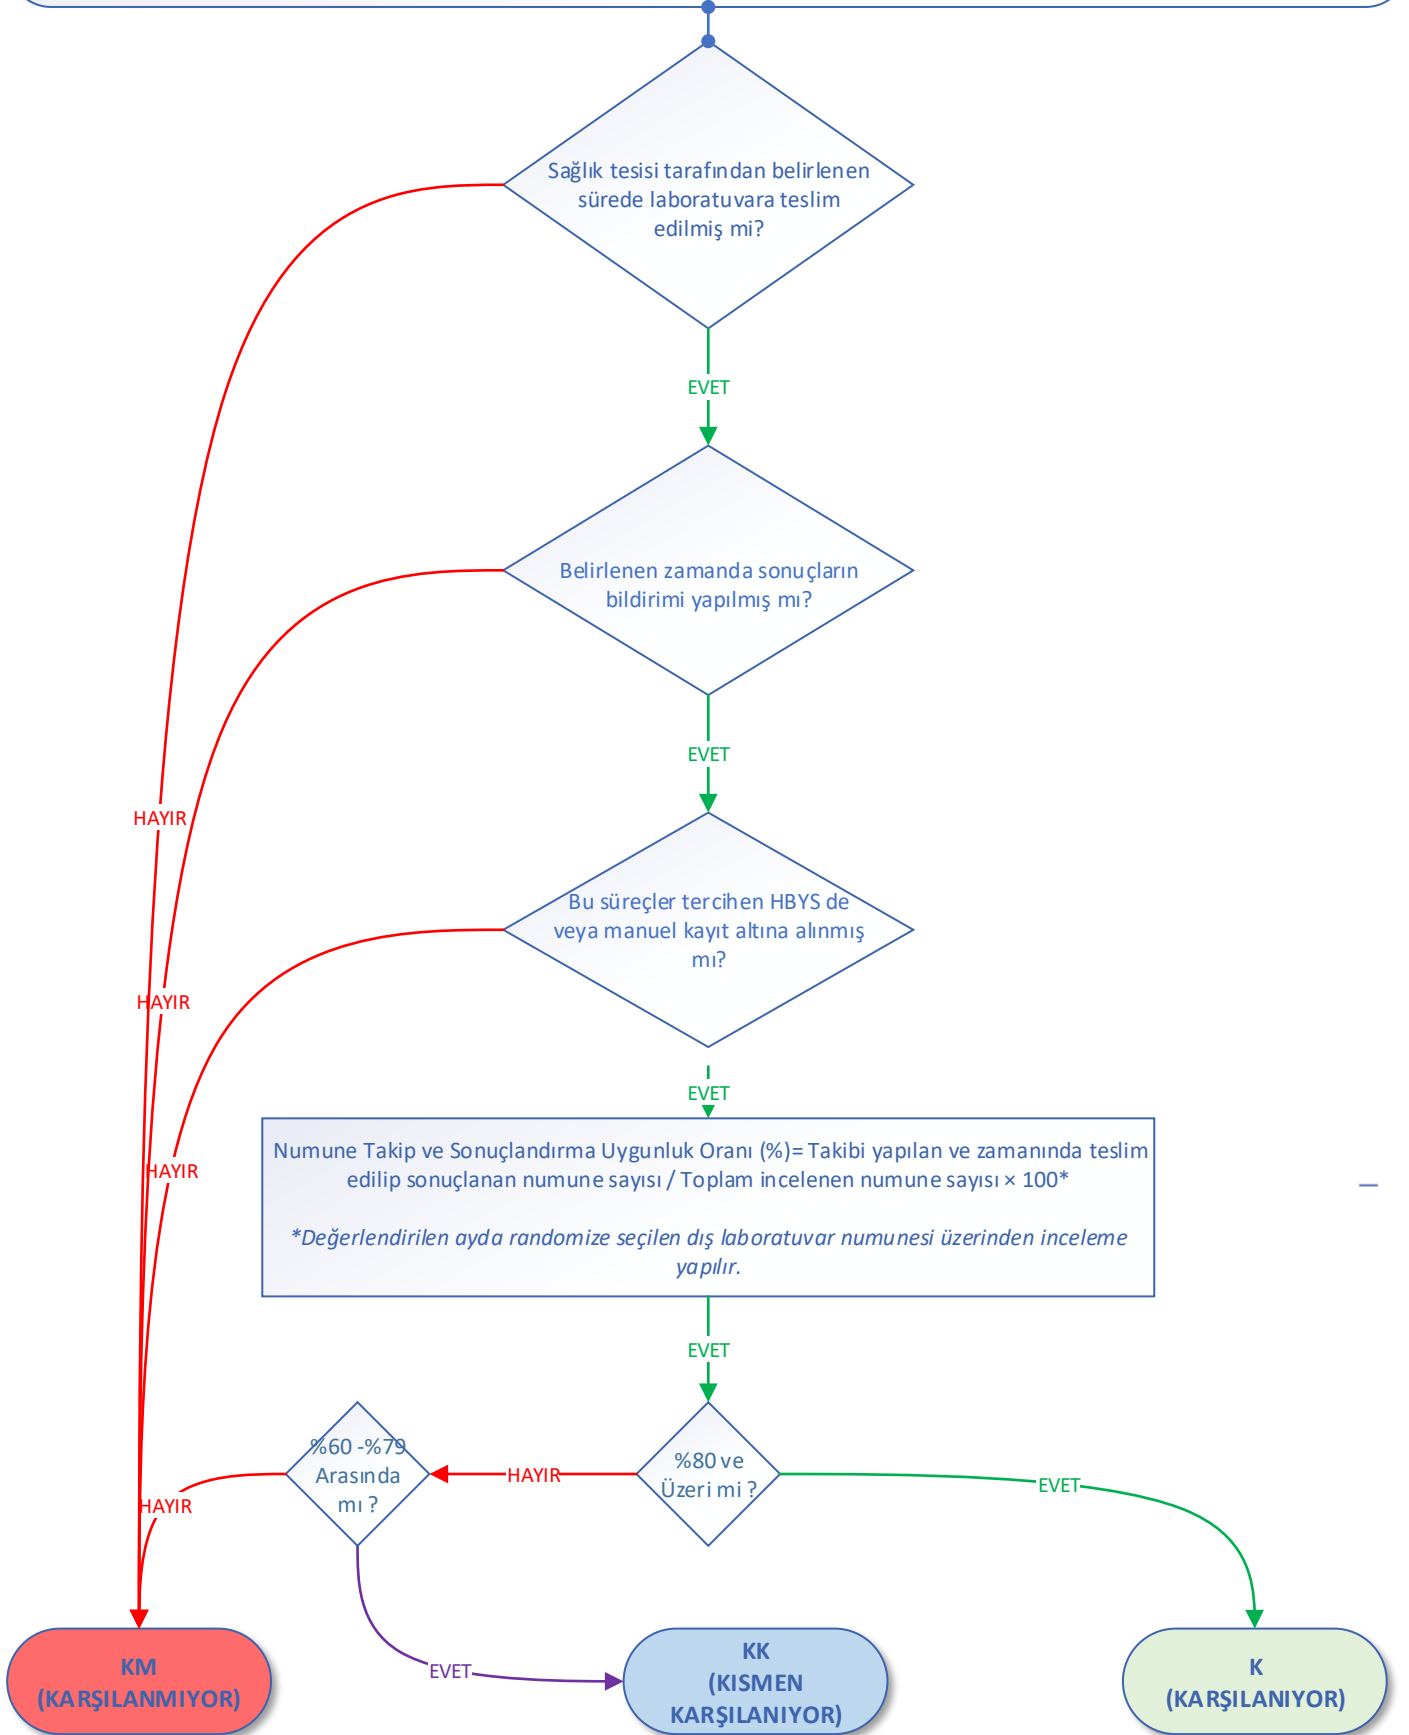 Sağlık tesisi tarafından belirlenen
sürede laboratuvara teslim
edilmiş mi?
EVET
Belirlenen zamanda sonuçların
bildirimi yapılmış mı?
EVET
HAYIR
Bu süreçler tercihen HBYS de
veya manuel kayıt altına alınmış
mı?
HAYIR
EVET
HAYIR
Numune Takip ve Sonuçlandırma Uygunluk Oranı (%)= Takibi yapılan ve zamanında teslim
edilip sonuçlanan numune sayısı / Toplam incelenen numune sayısı × 100*
*Değerlendirilen ayda randomize seçilen dış laboratuvar numunesi üzerinden inceleme
yapılır.
EVET
%60 -%79
Arasında
mı ?
HAYIR
%80 ve
Üzeri mi ?
EVET
HAYIR
EVET
KM
(KARŞILANMIYOR)
KK
(KISMEN
KARŞILANIYOR)
K
(KARŞILANIYOR)